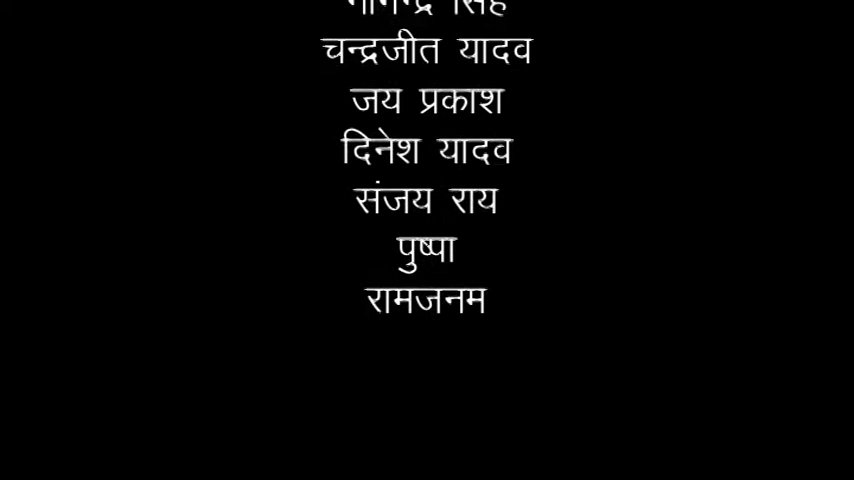 सिंह
चन्द्रजीत यादव
जय प्रकाश
दिनेश यादव
संजय राय
पुष्पा
रामजनम